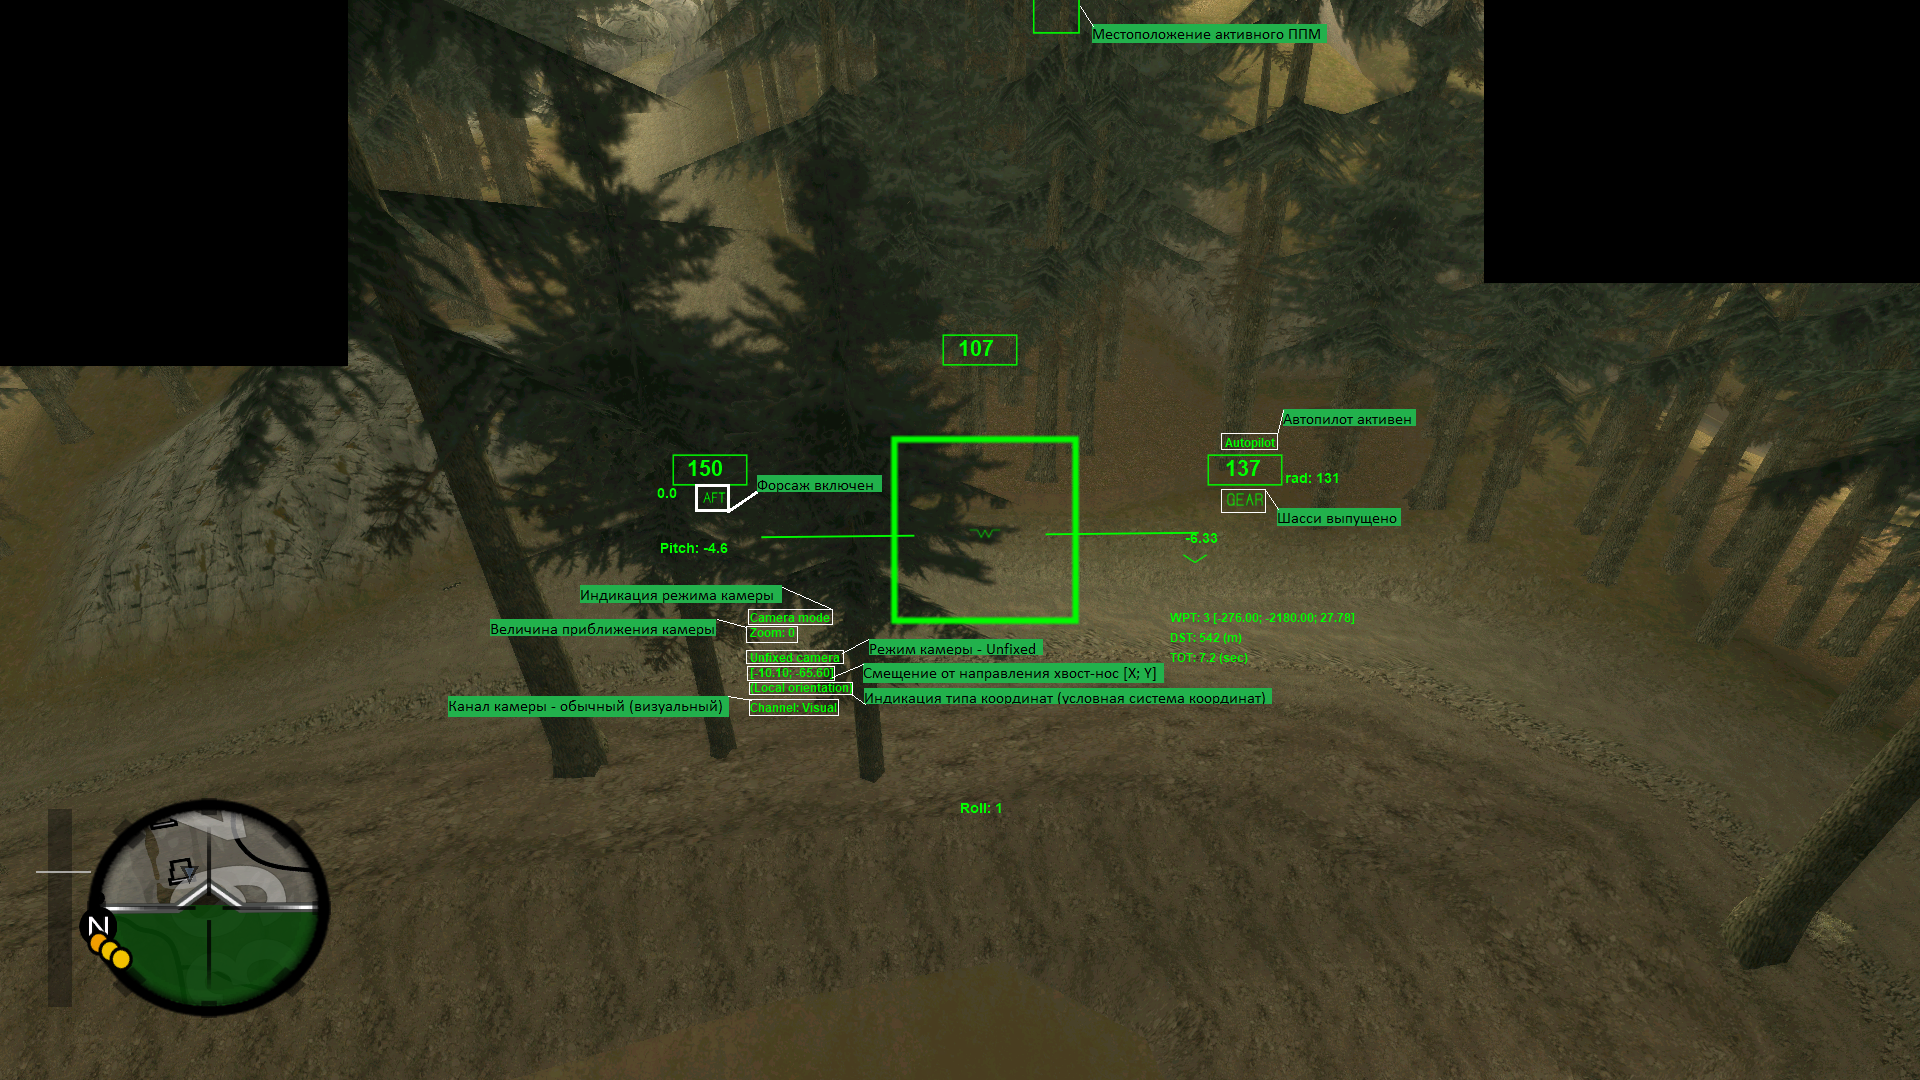 Местоположение активного ППМ
107
Автопилот активен
Autopilot
150
137
rad: 131
0.0
AFT
Форсаж включен
GEAR
Шасси выпущено
Pitch: -4.6
-6.33
Индикация режима камеры
Camera mode
Величина приближения камеры
Zoom: 0
WPT: 3 [-276.00; -2180.00; 27.78]
DST: 542 (m)
TOT: 7.2 (sec)
Unfixed camera
Режим камеры - Unfixed
[-10.10; -65.60]
Смещение от направления хвост-нос [X; Y]
(Local orientation)
Индикация типа координат (условная система координат)
Канал камеры - обычный (визуальный)
Channel: Visual
Roll: 1
N